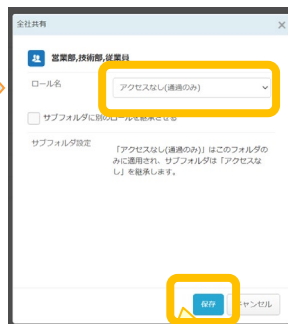 全社共有
営業部,技術部,従業員
ロール名
アクセスなし(通過のみ)
サブフォルダに別のロールを継承させる
サブフォルダ設定
「アクセスなし(通過のみ)」はこのフォルダの
みに適用され、サブフォルダは「アクセスな
し」を継承します。
保存
キャンセル